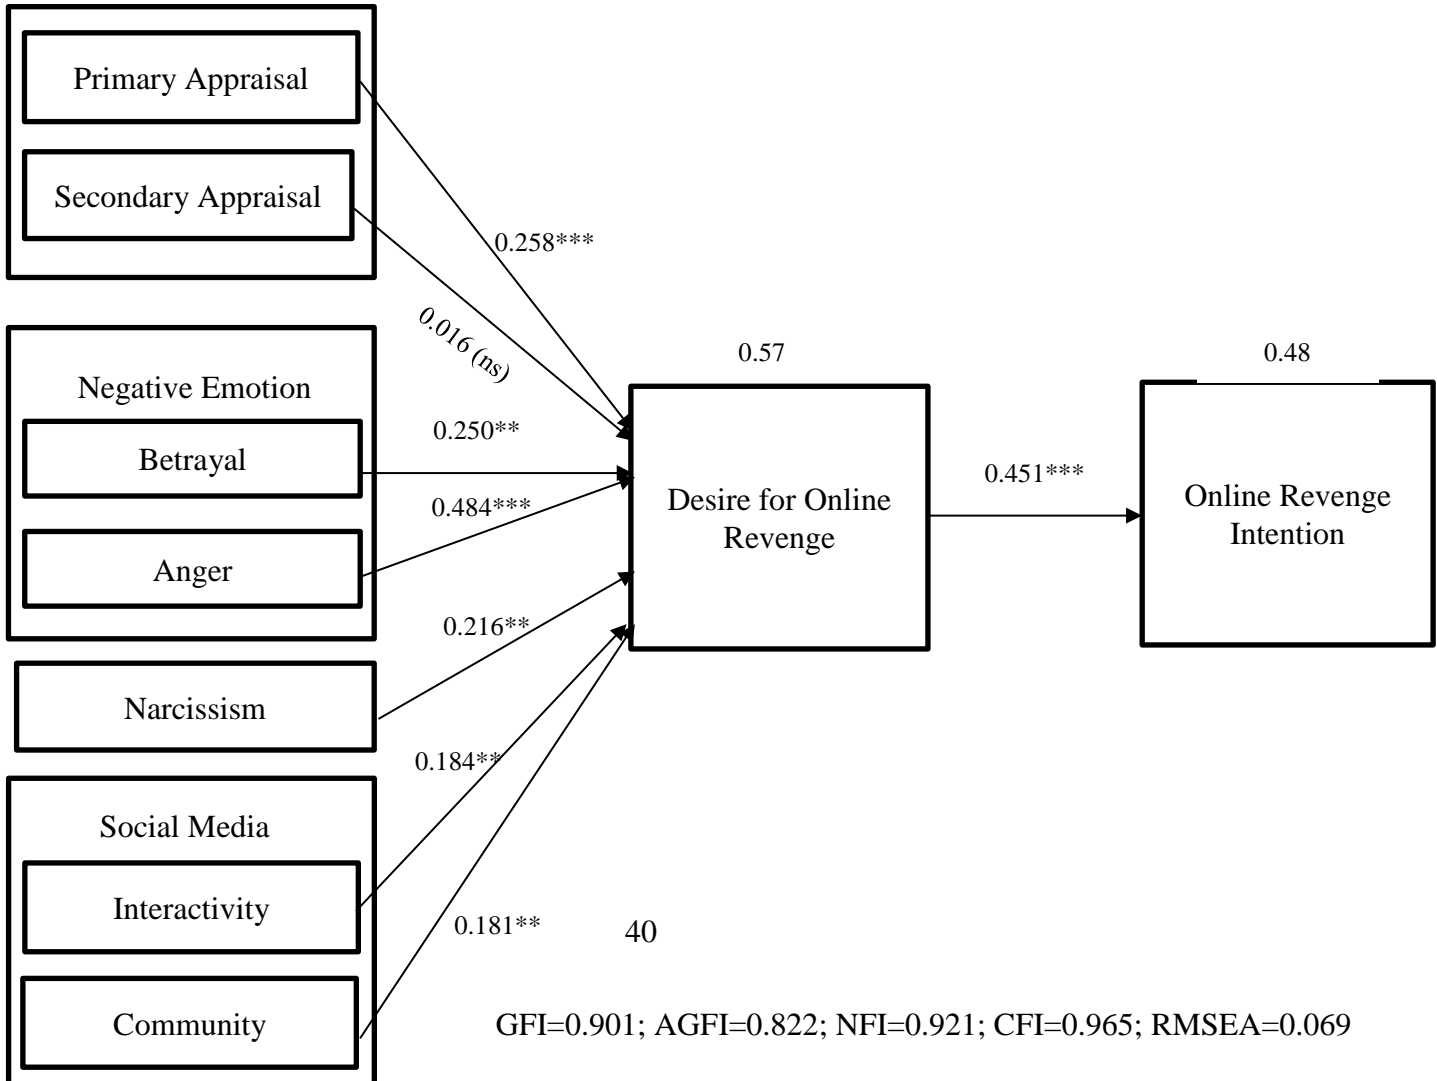 Primary Appraisal
Secondary Appraisal
0.258***
0.016 (ns)
Negative Emotion
Betrayal
Anger
0.250**
0.484***
0.57
Desire for Online
Revenge
0.451***
0.48
Online Revenge
Intention
0.216**
Narcissism
0.184**
Social Media
Interactivity
Community
0.181**
40
GFI=0.901; AGFI=0.822; NFI=0.921; CFI=0.965; RMSEA=0.069